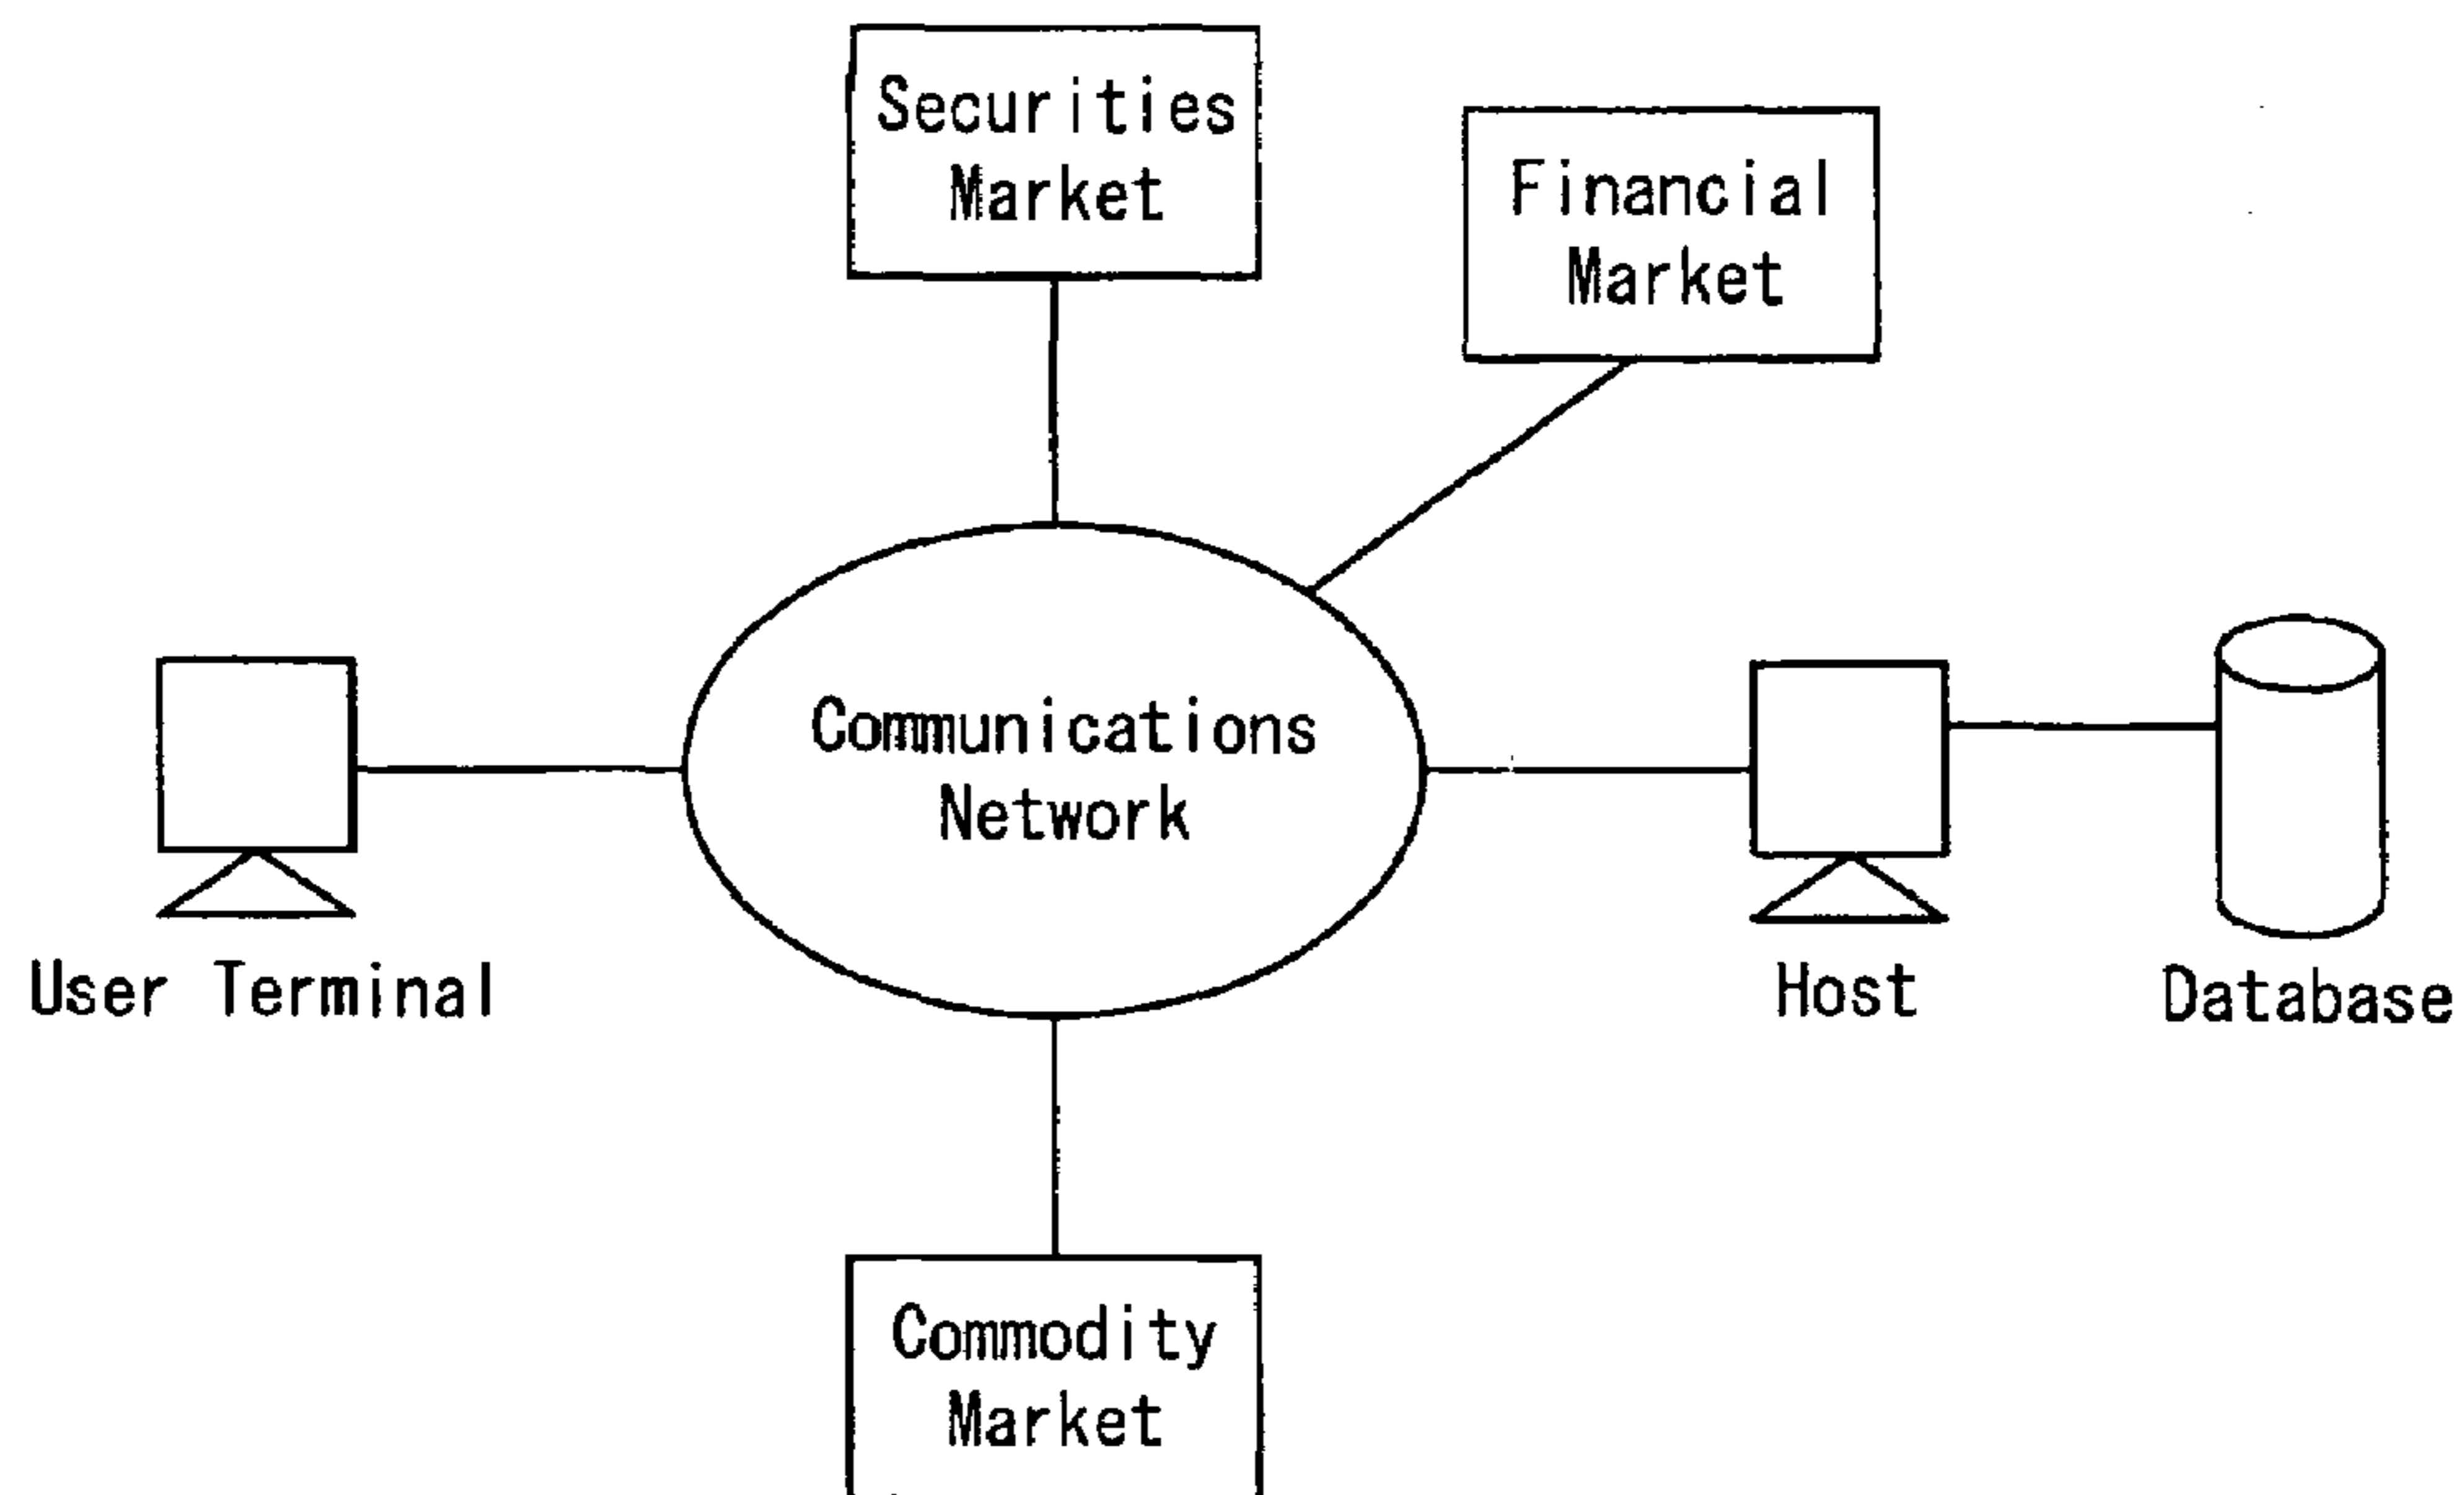 Securities
Market
Financial
Market
Communications
Network
User Terminal
Host
Database
Commodity
Market